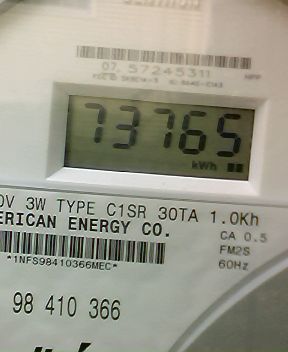 07. 57245311
73765
kWh
0V 3W TYPE C1SR 30TA 1.0Kh
ERICAN ENERGY CO.
CA 0.5
FM2S
*1NFS98410366MEC*
60Hz
98 410 366